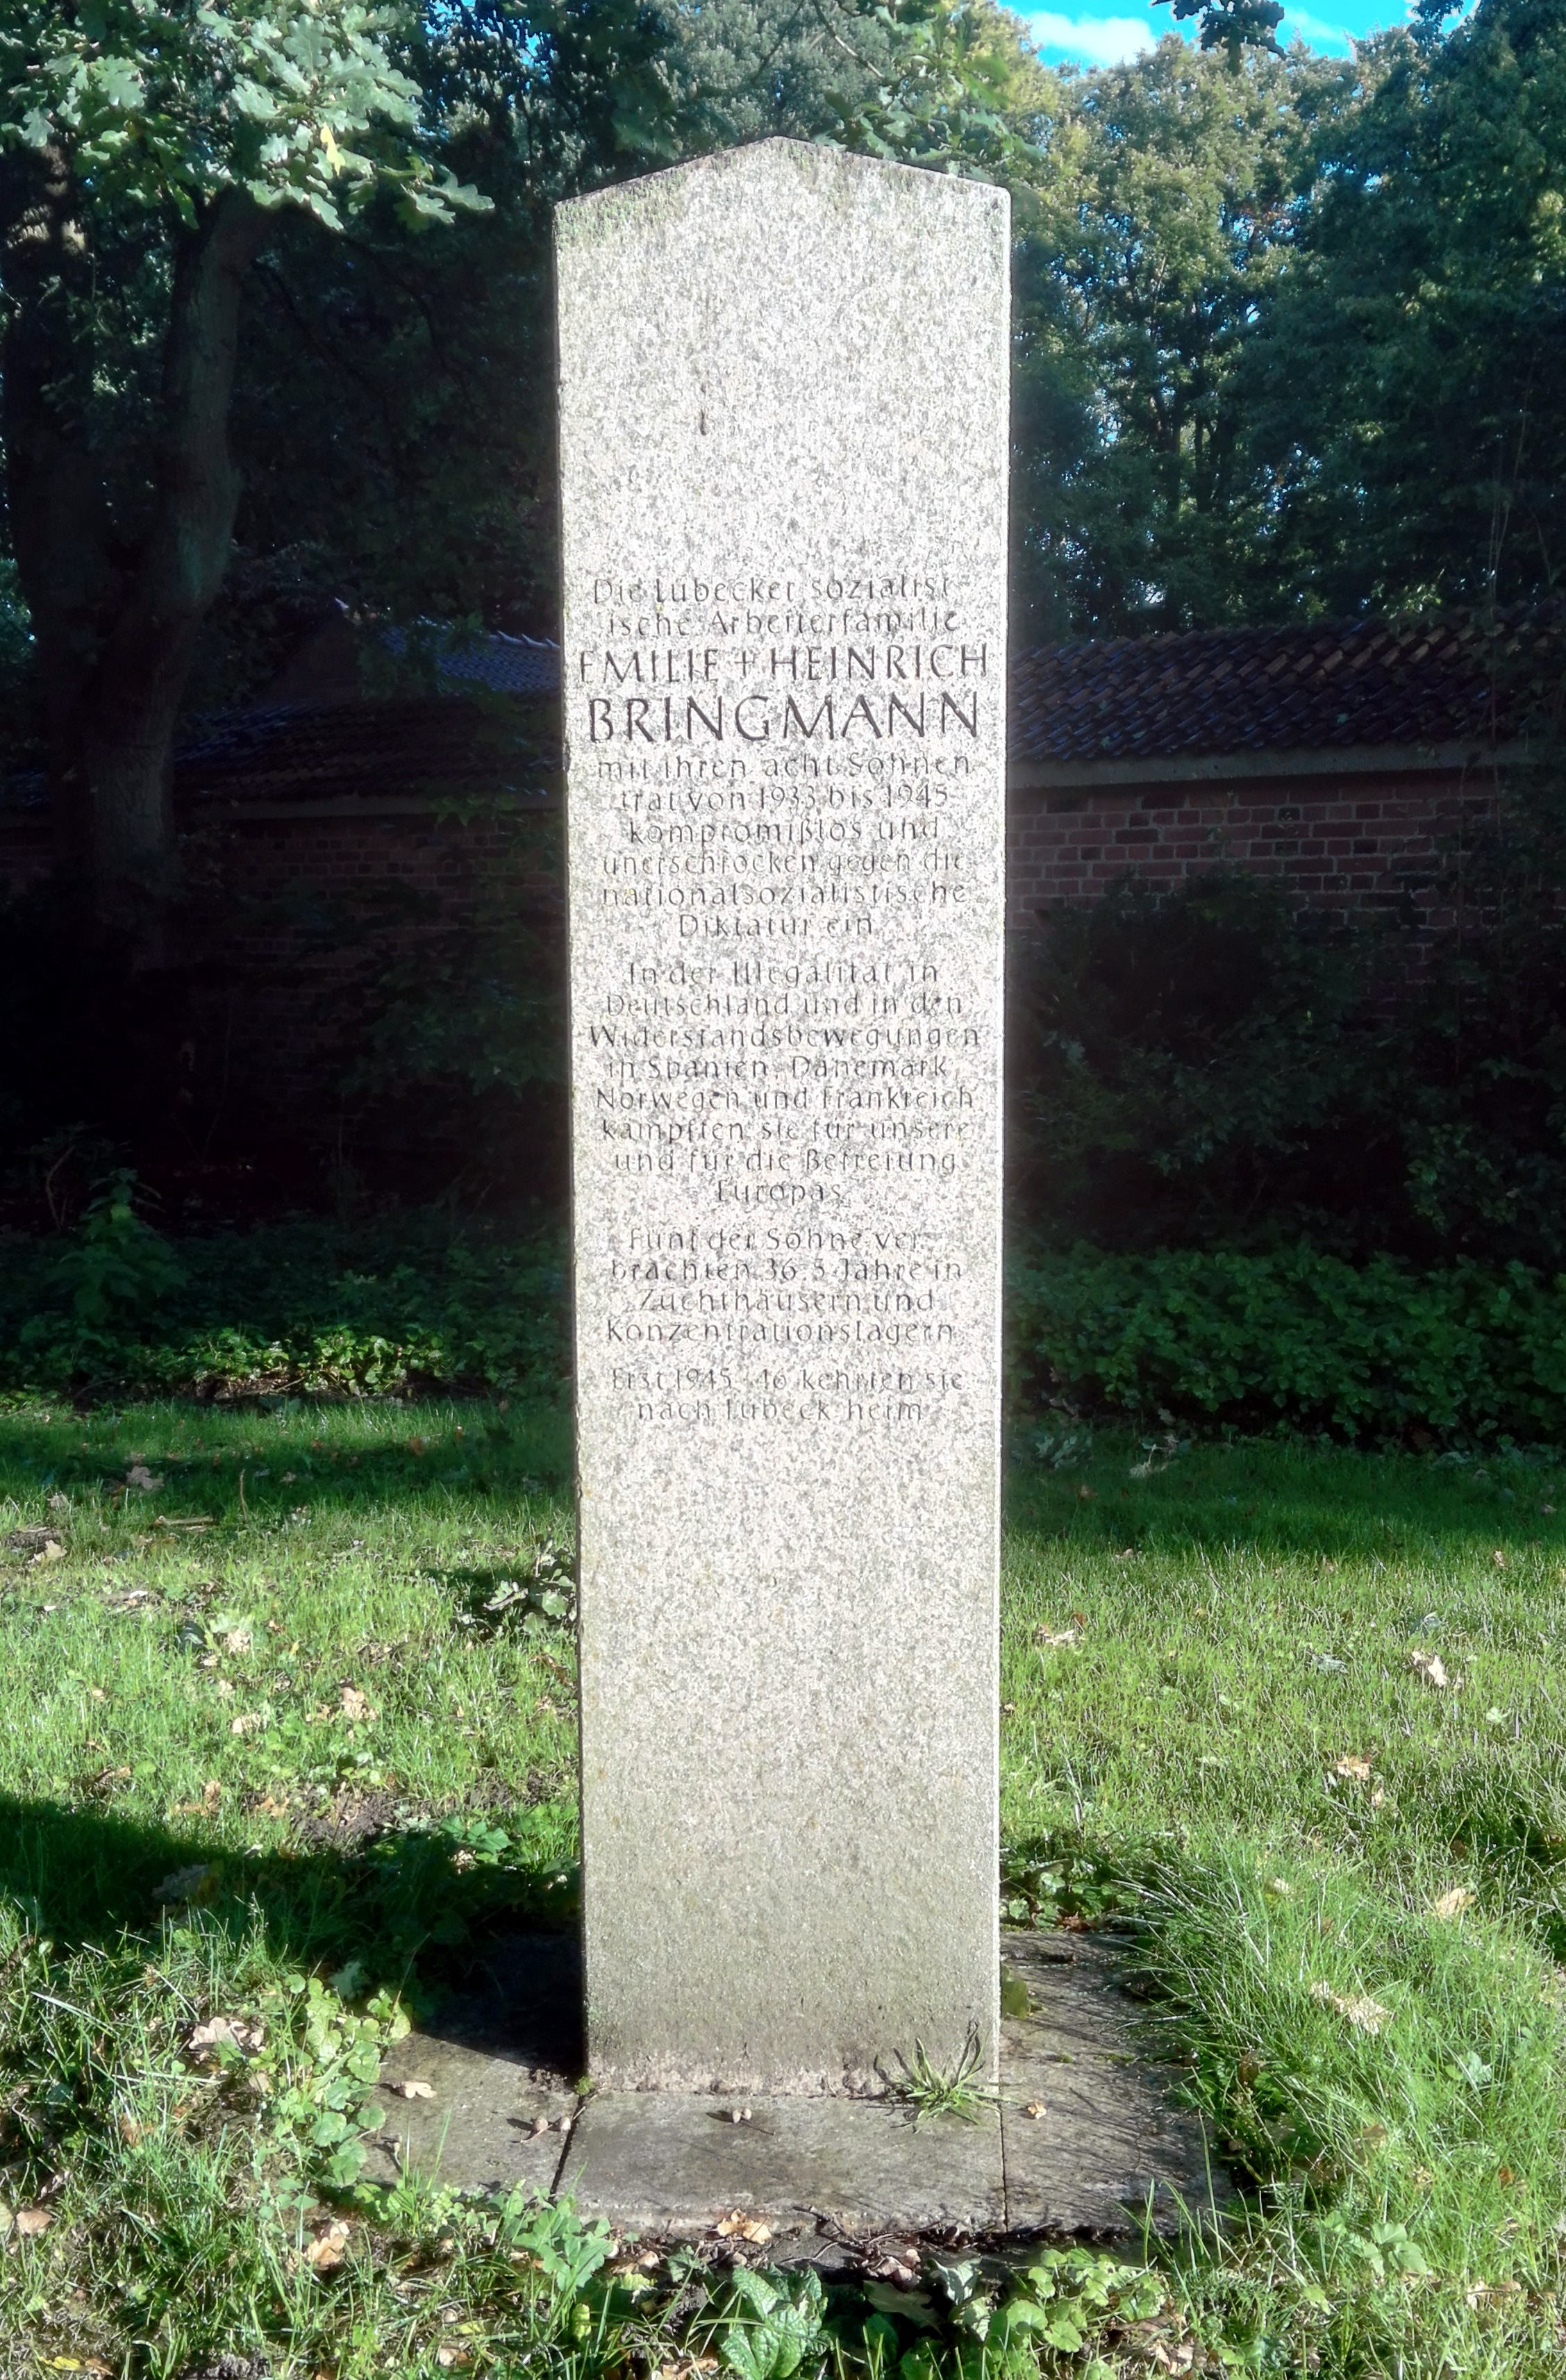 Die Lübecker sozialist-
ische Arbeiterfamilie
EMILIE + HEINRICH
BRINGMANN
mit ihren acht Söhnen
trat von 1933 bis 1945
kompromißlos und
unerschrocken gegen die
nationalsozialistische
Diktatur ein.
In der Illegalität in
Deutschland und in den
Widerstandsbewegungen
in Spanien, Dänemark,
Norwegen und Frankreich
kämpften sie für unsere
und für die Befreiung
Europas.
Fünf der Söhne ver-
brachten 36,5 Jahre in
Zuchthäusern und
Konzentrationslagern.
Erst 1945-46 kehrten sie
nach Lübeck heim